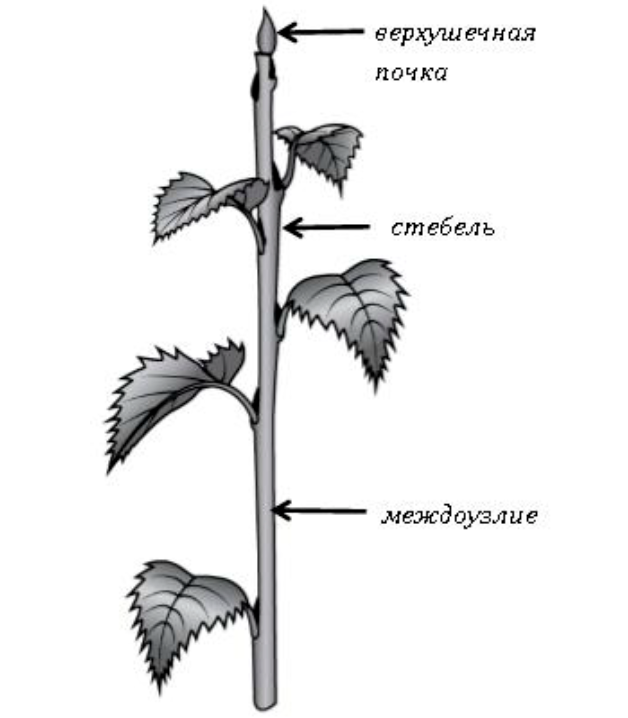 верхушечная
почка
стебель
междоузлие